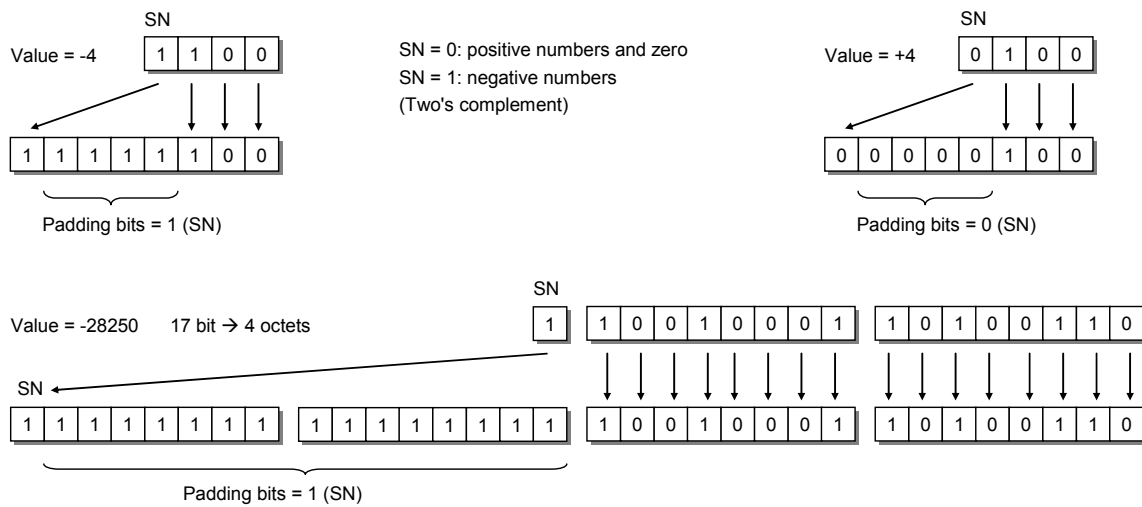 SN
Value = -4
1 1 0 0
1 1 1 1 1 1 0 0
Padding bits = 1 (SN)
SN = 0: positive numbers and zero
SN = 1: negative numbers
(Two's complement)
SN
Value = +4
0 1 0 0
0 0 0 0 0 1 0 0
Padding bits = 0 (SN)
SN
Value = -28250 17 bit → 4 octets
1 1 0 0 1 0 0 0 1 1 0 1 0 0 1 1 0
SN
1 1 1 1 1 1 1 1 1 1 1 1 1 1 1 1 1 0 0 1 0 0 0 1 1 0 1 0 0 1 1 0
Padding bits = 1 (SN)